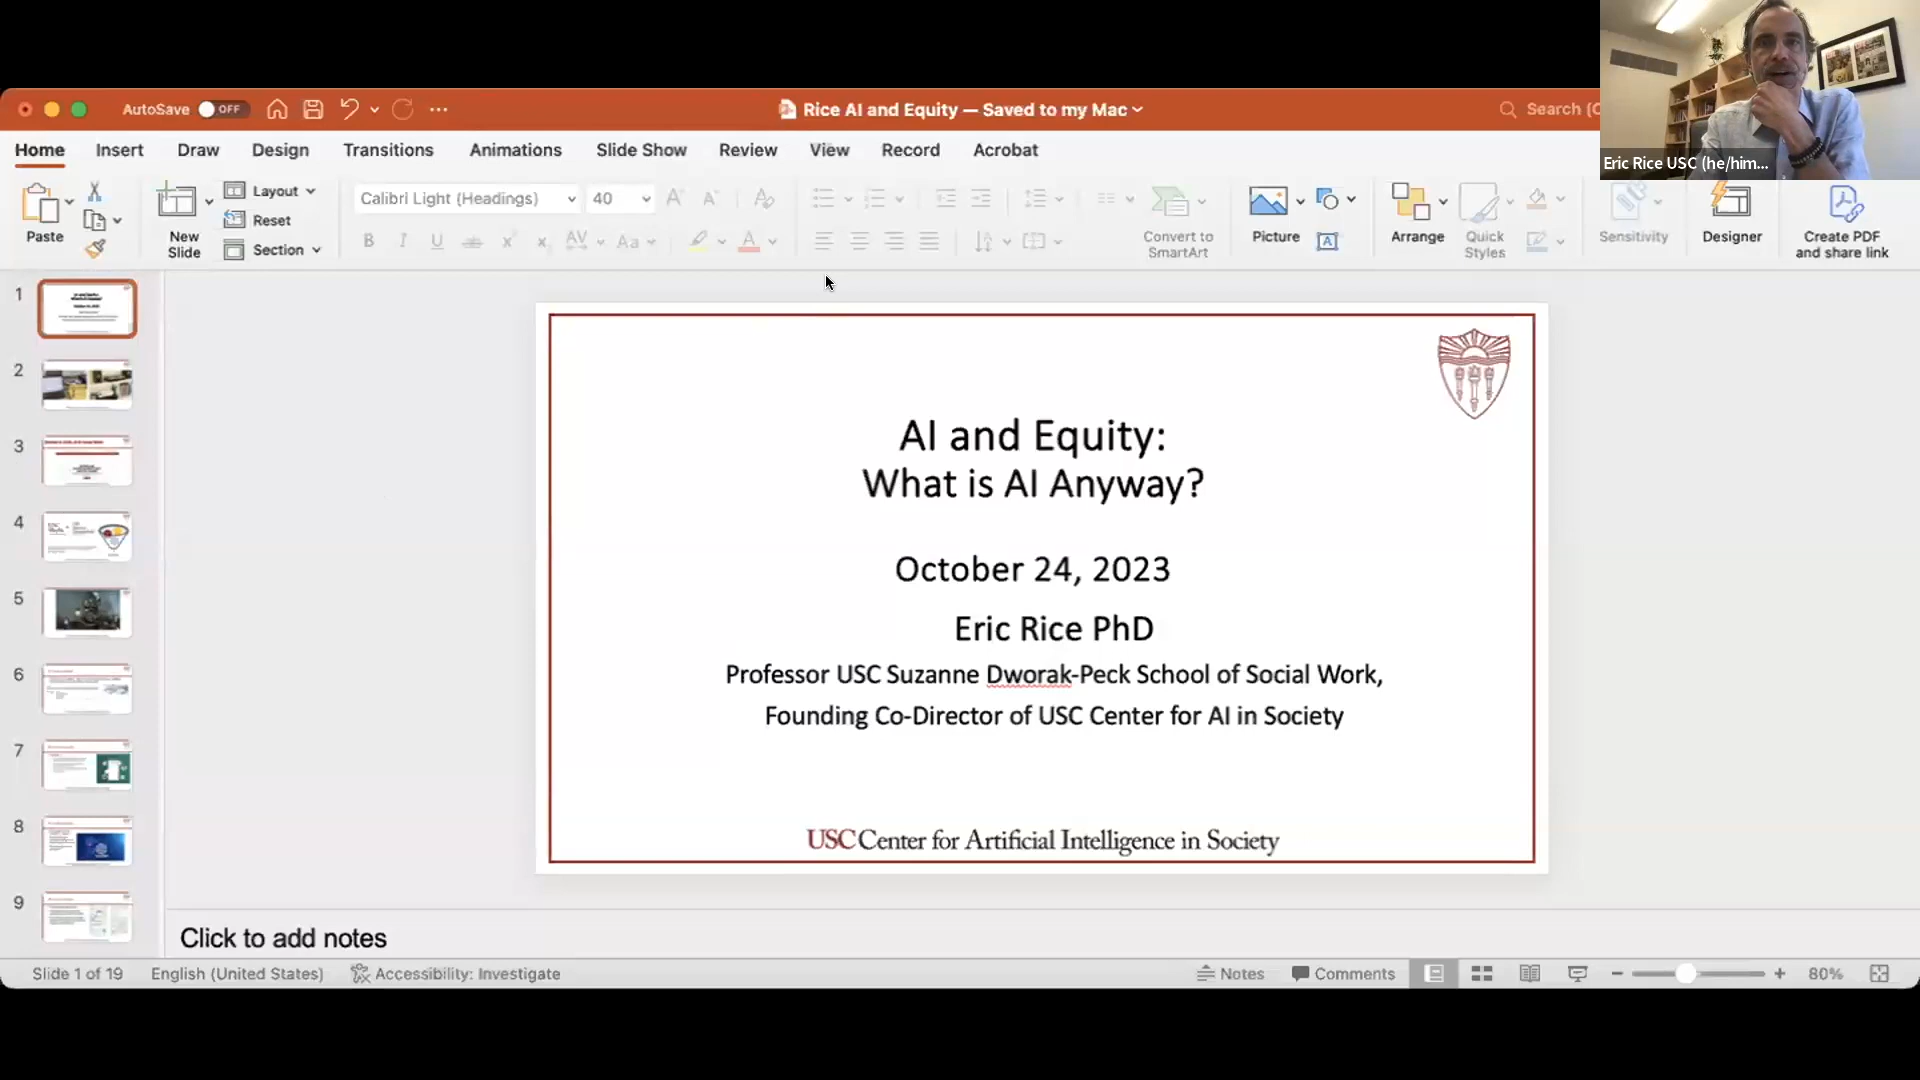 AutoSave OFF
Rice AI and Equity — Saved to my Mac
Search (C
Eric Rice USC (he/him...
Home Insert Draw Design Transitions Animations Slide Show Review View Record Acrobat
Paste
New
Slide
Layout
Reset
Section
Calibri Light (Headings) 40
Convert to
SmartArt
Picture
Arrange
Quick
Styles
Sensitivity
Designer
Create PDF
and share link
1
2
3
4
5
6
7
8
9
AI and Equity:
What is AI Anyway?
October 24, 2023
Eric Rice PhD
Professor USC Suzanne Dworak-Peck School of Social Work,
Founding Co-Director of USC Center for AI in Society
USC Center for Artificial Intelligence in Society
Click to add notes
Slide 1 of 19 English (United States) Accessibility: Investigate Notes Comments 80%